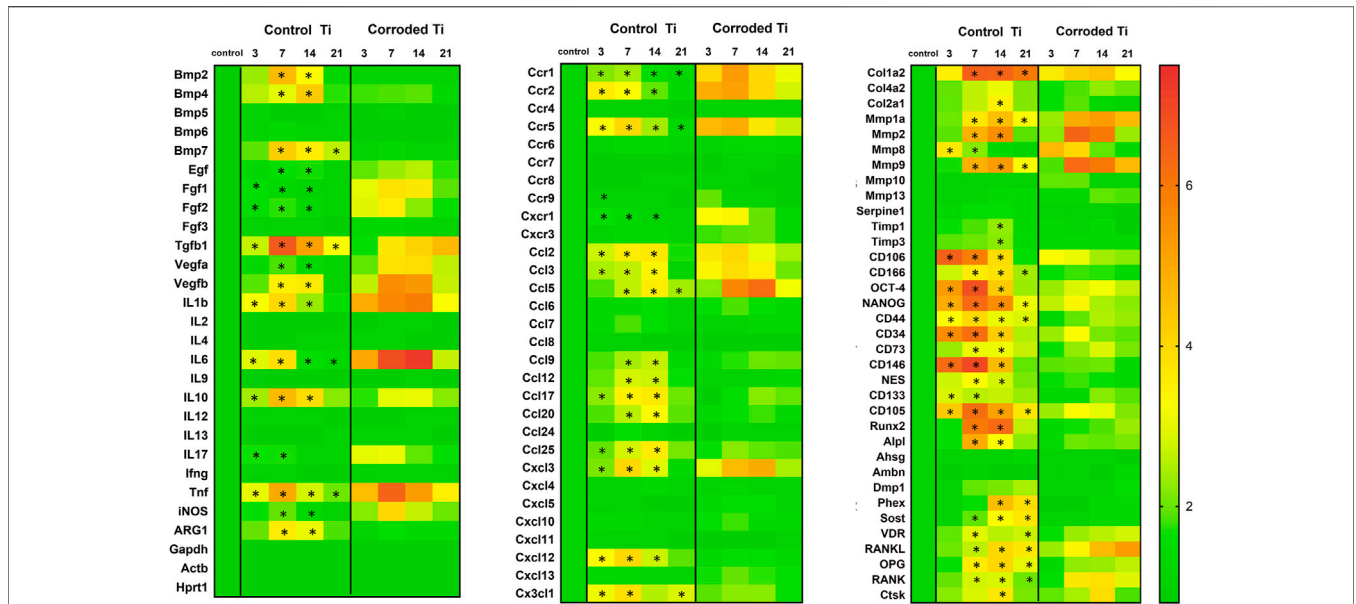 Control Ti Corroded Ti
control 3 7 14 21 3 7 14 21
Bmp2 * *
Bmp4 * *
Bmp5
Bmp6
Bmp7 * * *
Egf * *
Fgf1 * * *
Fgf2 * * *
Fgf3
Tgfb1 * * * *
Vegfa * *
Vegfb * *
IL1b * * *
IL2
IL4
IL6 * * * *
IL9
IL10 * * *
IL12
IL13
IL17 * *
Ifng
Tnf * * * *
iNOS * *
ARG1 * *
Gapdh
Actb
Hprt1
Control Ti Corroded Ti
control 3 7 14 21 3 7 14 21
Ccr1 * * * *
Ccr2 * * *
Ccr4
Ccr5 * * * *
Ccr6
Ccr7
Ccr8
Ccr9 *
Cxcr1 * * *
Cxcr3
Ccl2 * * *
Ccl3 * * *
Ccl5 * * *
Ccl6
Ccl7
Ccl8
Ccl9 * *
Ccl12 * *
Ccl17 * * *
Ccl20 * *
Ccl24
Ccl25 * * *
Cxcl3 * * *
Cxcl4
Cxcl5
Cxcl10
Cxcl11
Cxcl12 * * *
Cxcl13
Cx3cl1 * * *
Control Ti Corroded Ti
control 3 7 14 21 3 7 14 21
Col1a2 * * *
Col4a2
Col2a1 *
Mmp1a * * *
Mmp2 * *
Mmp8 * *
Mmp9 * * *
Mmp10
Mmp13
Serpine1
Timp1 *
Timp3 *
CD106 * * *
CD166 * * *
OCT-4 * * *
NANOG * * * *
CD44 * * * *
CD34 * * *
CD73 * *
CD146 * * *
NES * *
CD133 * *
CD105 * * * *
Runx2 * *
Alpl * *
Ahsg
Ambn
Dmp1
Phex * *
Sost * * *
VDR * *
RANKL * * *
OPG * * *
RANK * * *
Ctsk *
6
4
2